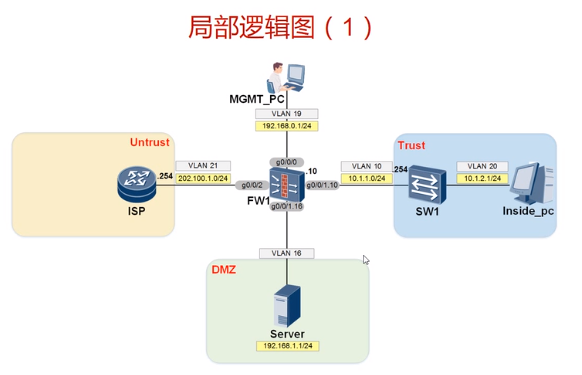 局部逻辑图（1）
MGMT_PC
VLAN 19
192.168.0.1/24
Untrust
Trust
VLAN 21
202.100.1.0/24
.254
ISP
g0/0/0
.10
g0/0/2
FW1
g0/0/1.10
g0/0/1.16
VLAN 10
10.1.1.0/24
.254
SW1
VLAN 20
10.1.2.1/24
Inside_pc
VLAN 16
DMZ
Server
192.168.1.1/24